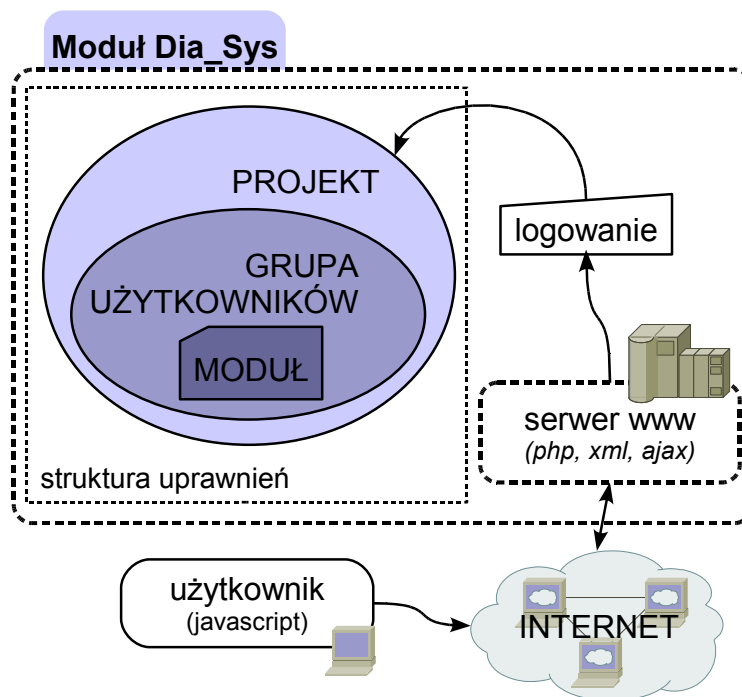 Moduł Dia_Sys
PROJEKT
GRUPA
UŻYTKOWNIKÓW
MODUŁ
struktura uprawnień
logowanie
serwer www
(php, xml, ajax)
użytkownik
(javascript)
INTERNET